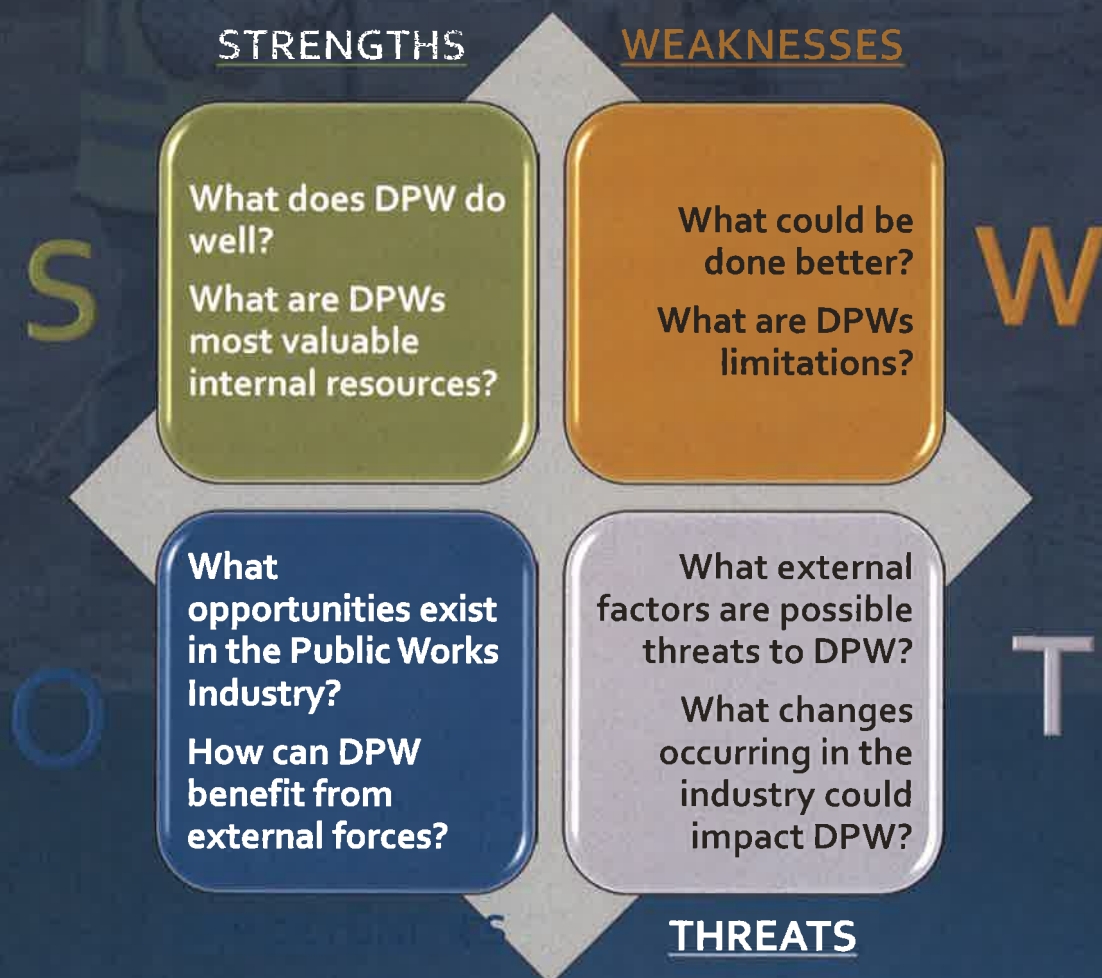 STRENGTHS
WEAKNESSES
S
What does DPW do
well?
What are DPWs
most valuable
internal resources?
What could be
done better?
What are DPWs
limitations?
W
O
What
opportunities exist
in the Public Works
Industry?
How can DPW
benefit from
external forces?
What external
factors are possible
threats to DPW?
What changes
occurring in the
industry could
impact DPW?
T
THREATS